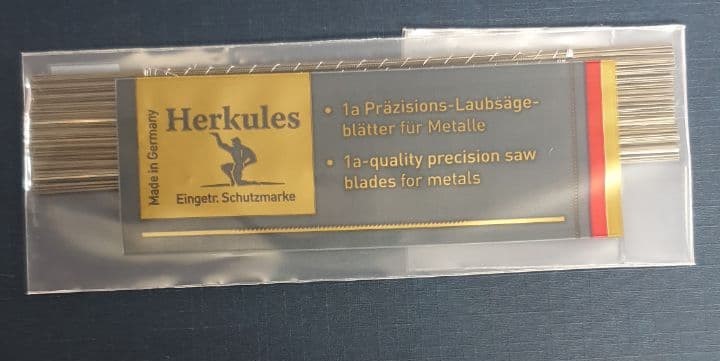 Made in Germany
Herkules
Eingetr. Schutzmarke
• 1a Präzisions-Laubsäge-
blätter für Metalle
• 1a-quality precision saw
blades for metals